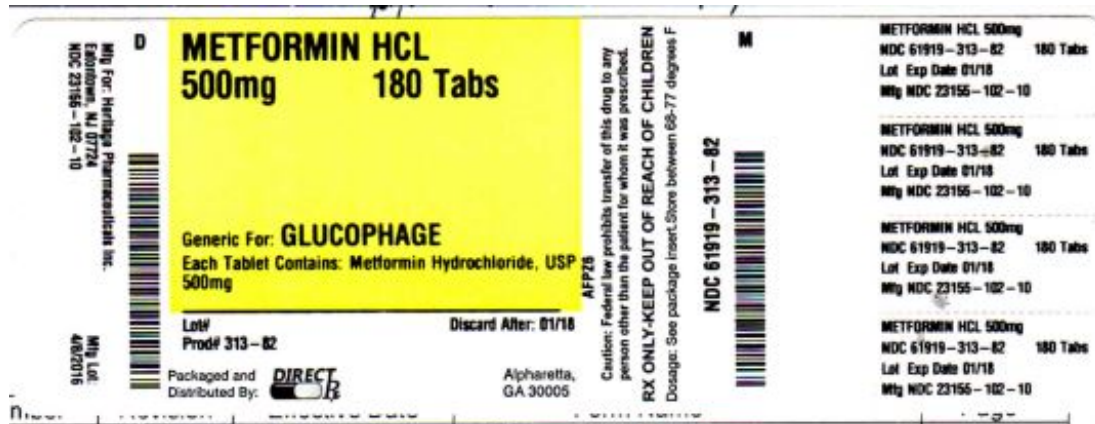 Mfg For: Heritage Pharmaceuticals Inc.
Eatontown, NJ 07724
NDC 23155-102-10
Mfg Lot:
4/8/2016
D
METFORMIN HCL
500mg 180 Tabs
Generic For: GLUCOPHAGE
Each Tablet Contains: Metformin Hydrochloride, USP
500mg
AFPZ6
Lot#
Discard After: 01/18
Prod# 313-82
Packaged and
Distributed By:
DIRECT Rx
Alpharetta,
GA 30005
Caution: Federal law prohibits transfer of this drug to any
person other than the patient for whom it was prescribed.
RX ONLY-KEEP OUT OF REACH OF CHILDREN
Dosage: See package insert.Store between 68-77 degrees F
NDC 61919-313-82
M
METFORMIN HCL 500mg
NDC 61919-313-82 180 Tabs
Lot Exp Date 01/18
Mfg NDC 23155-102-10
METFORMIN HCL 500mg
NDC 61919-313-82 180 Tabs
Lot Exp Date 01/18
Mfg NDC 23155-102-10
METFORMIN HCL 500mg
NDC 61919-313-82 180 Tabs
Lot Exp Date 01/18
Mfg NDC 23155-102-10
METFORMIN HCL 500mg
NDC 61919-313-82 180 Tabs
Lot Exp Date 01/18
Mfg NDC 23155-102-10
Effective Date
Form Name
Page